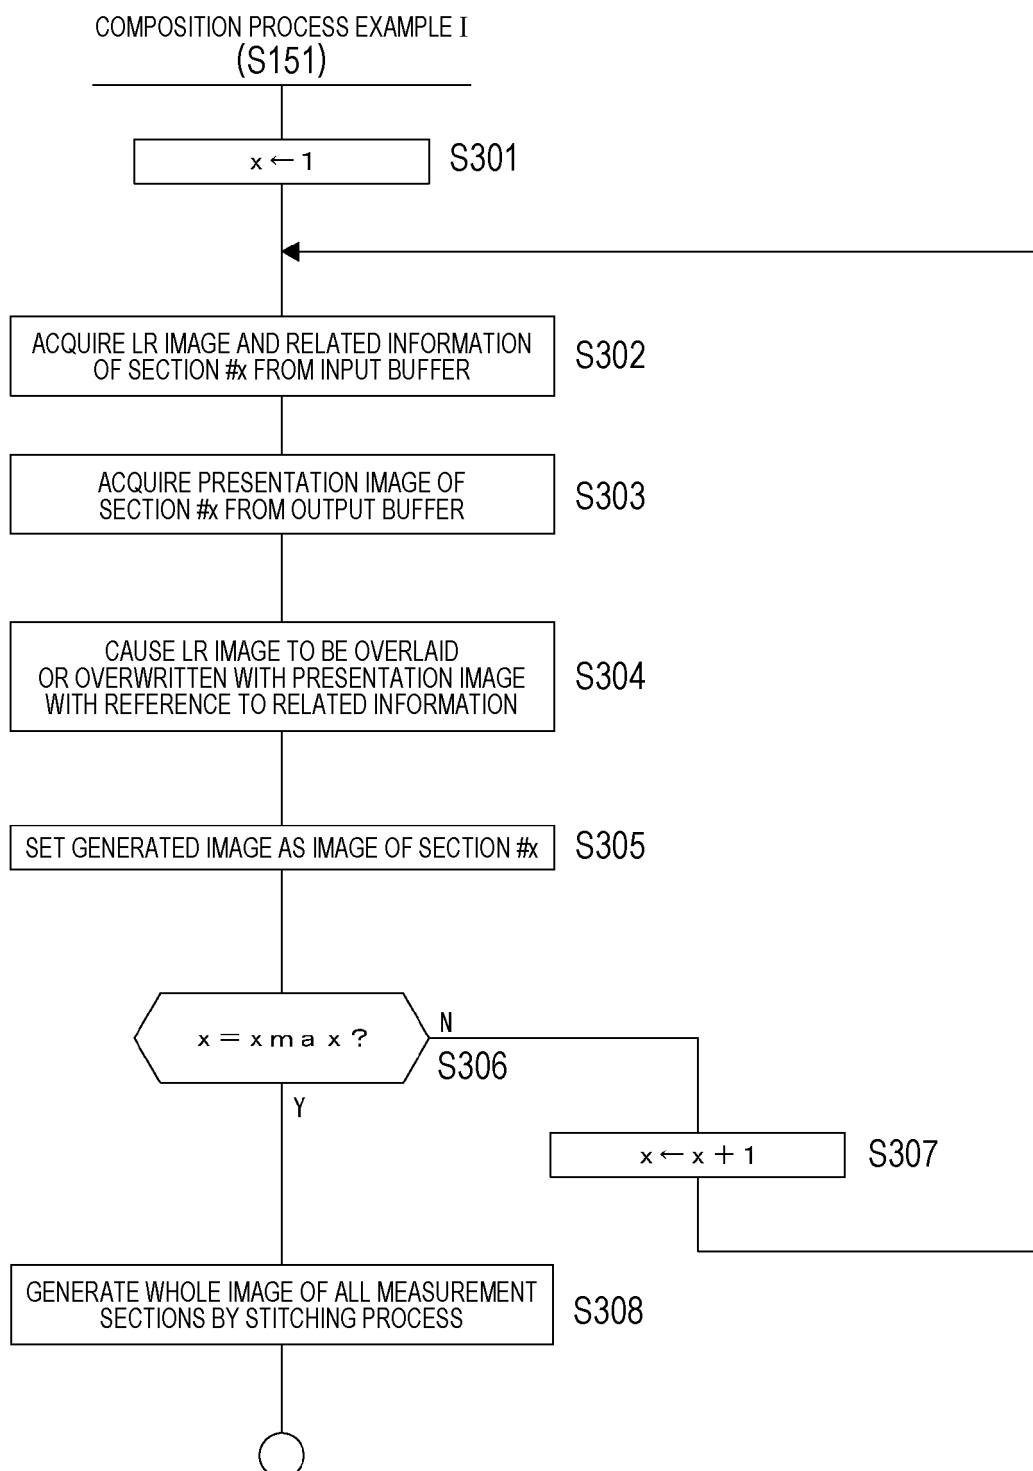 COMPOSITION PROCESS EXAMPLE I
(S151)
x ← 1
S301
ACQUIRE LR IMAGE AND RELATED INFORMATION
OF SECTION #x FROM INPUT BUFFER
S302
ACQUIRE PRESENTATION IMAGE OF
SECTION #x FROM OUTPUT BUFFER
S303
CAUSE LR IMAGE TO BE OVERLAID
OR OVERWRITTEN WITH PRESENTATION IMAGE
WITH REFERENCE TO RELATED INFORMATION
S304
SET GENERATED IMAGE AS IMAGE OF SECTION #x
S305
x = xmax ?
N
S306
Y
x ← x + 1
S307
GENERATE WHOLE IMAGE OF ALL MEASUREMENT
SECTIONS BY STITCHING PROCESS
S308